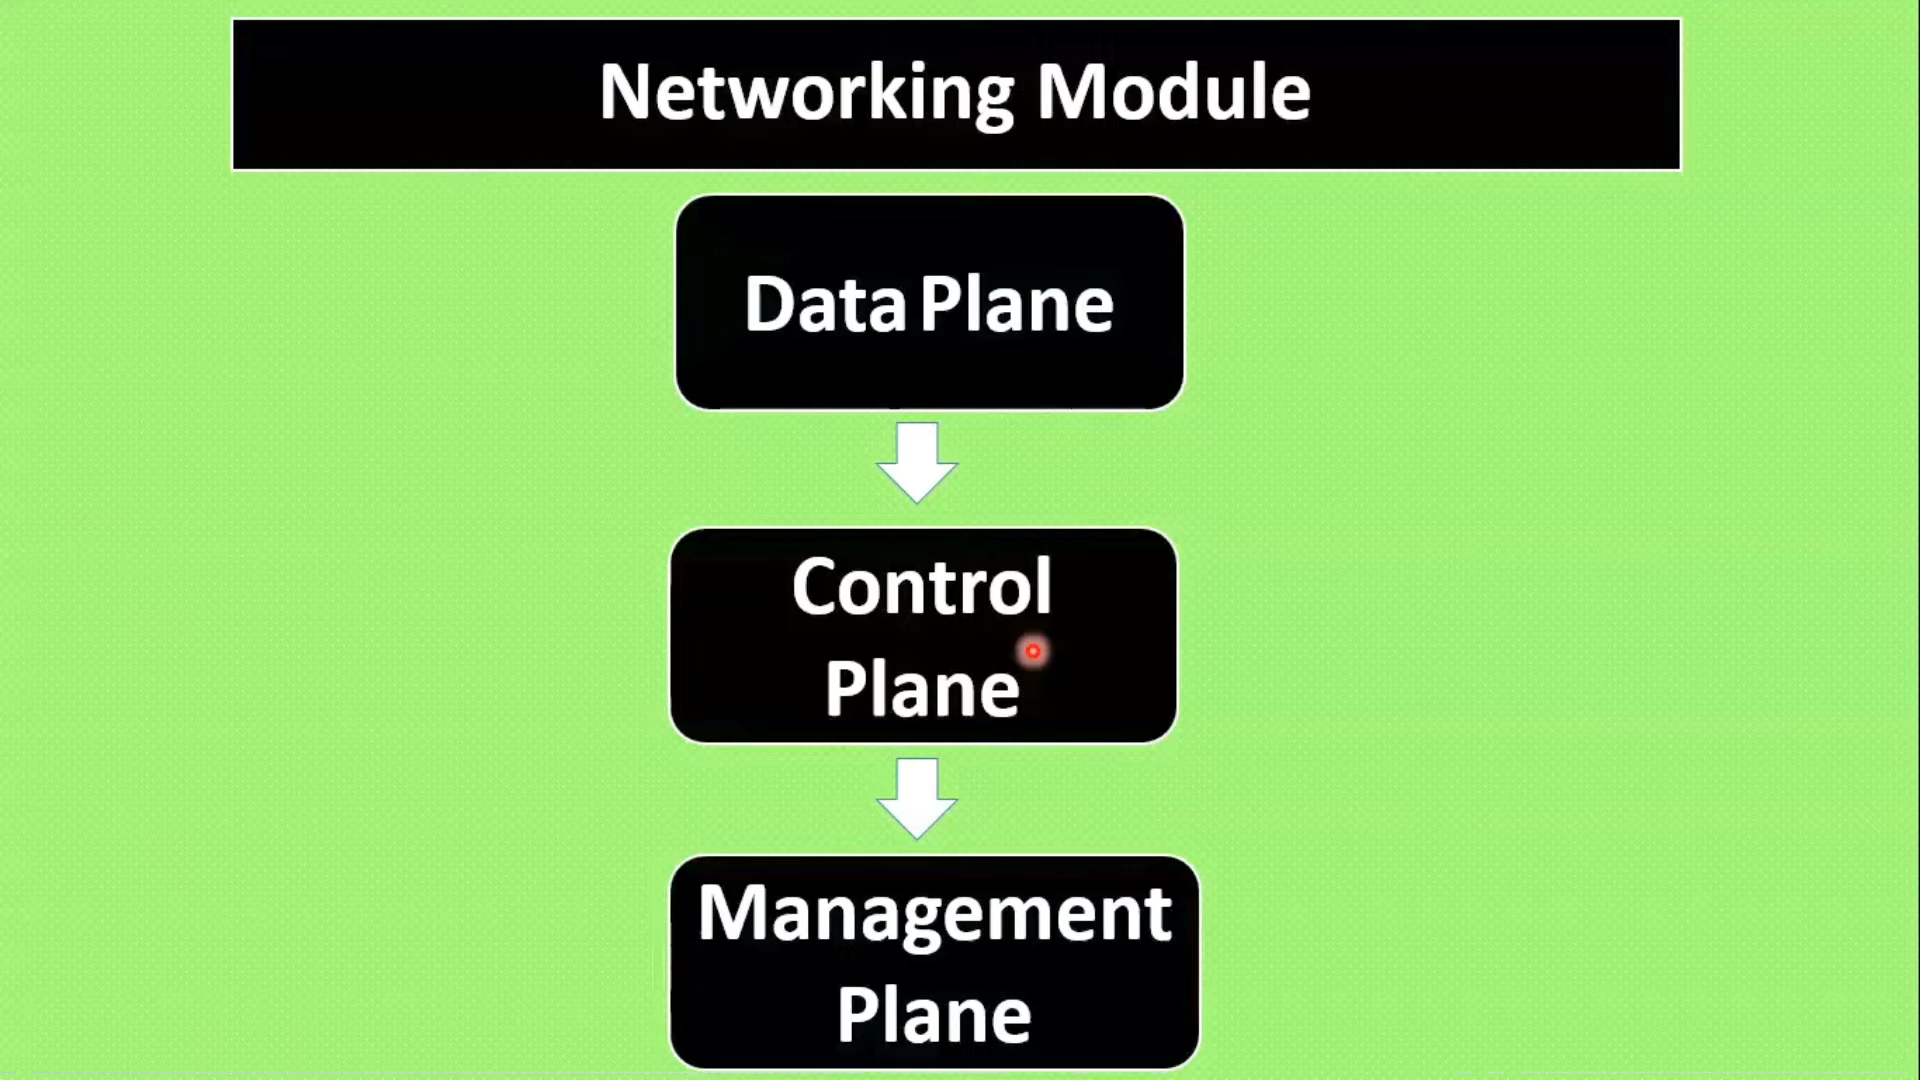 Networking Module
Data Plane
Control
Plane
Management
Plane